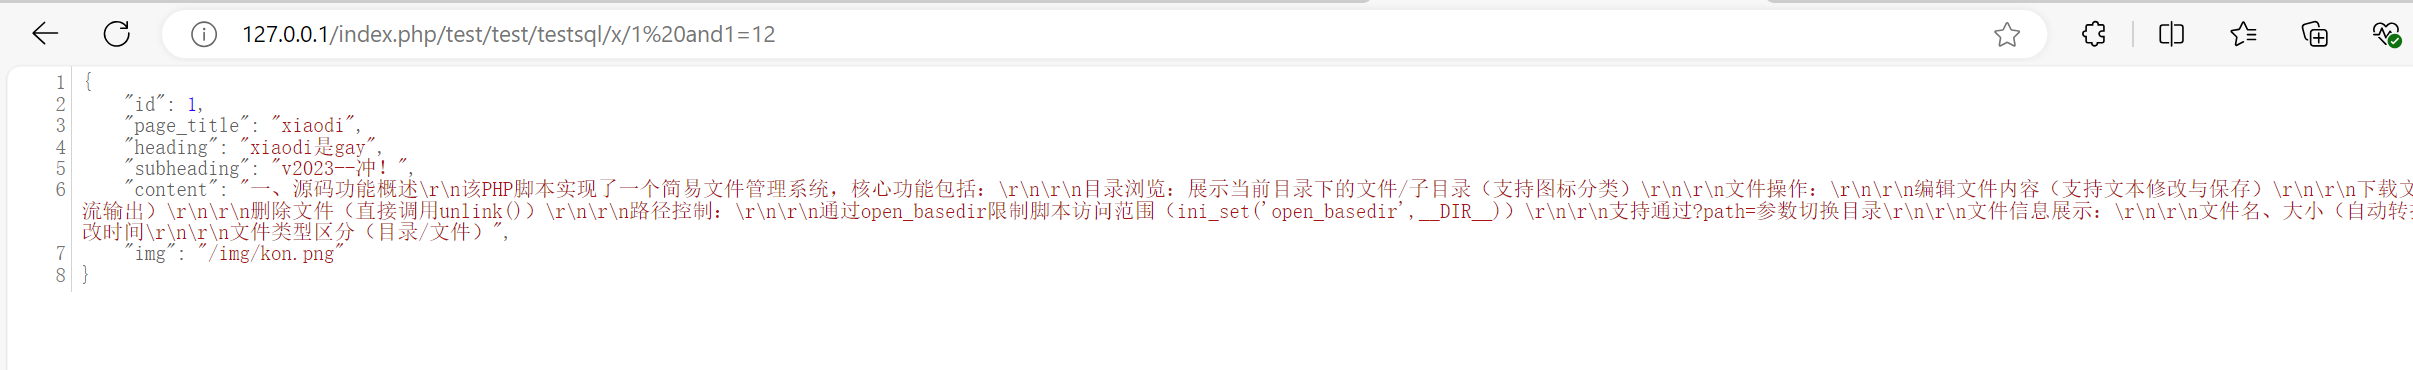 127.0.0.1/index.php/test/test/testsql/x/1%20and1=12
1 {
2 "id": 1,
3 "page_title": "xiaodi",
4 "heading": "xiaodi是gay",
5 "subheading": "v2023--冲！",
6 "content": "一、源码功能概述\r\n该PHP脚本实现了一个简易文件管理系统，核心功能包括：\r\n\r\n目录浏览：展示当前目录下的文件/子目录（支持图标分类）\r\n\r\n文件操作：\r\n\r\n编辑文件内容（支持文本修改与保存）\r\n\r\n下载文
流输出）\r\n\r\n删除文件（直接调用unlink()）\r\n\r\n路径控制：\r\n\r\n通过open_basedir限制脚本访问范围（ini_set('open_basedir',__DIR__)）\r\n\r\n支持通过?path=参数切换目录\r\n\r\n文件信息展示：\r\n\r\n文件名、大小（自动转
改时间\r\n\r\n文件类型区分（目录/文件）",
7 "img": "/img/kon.png"
8 }